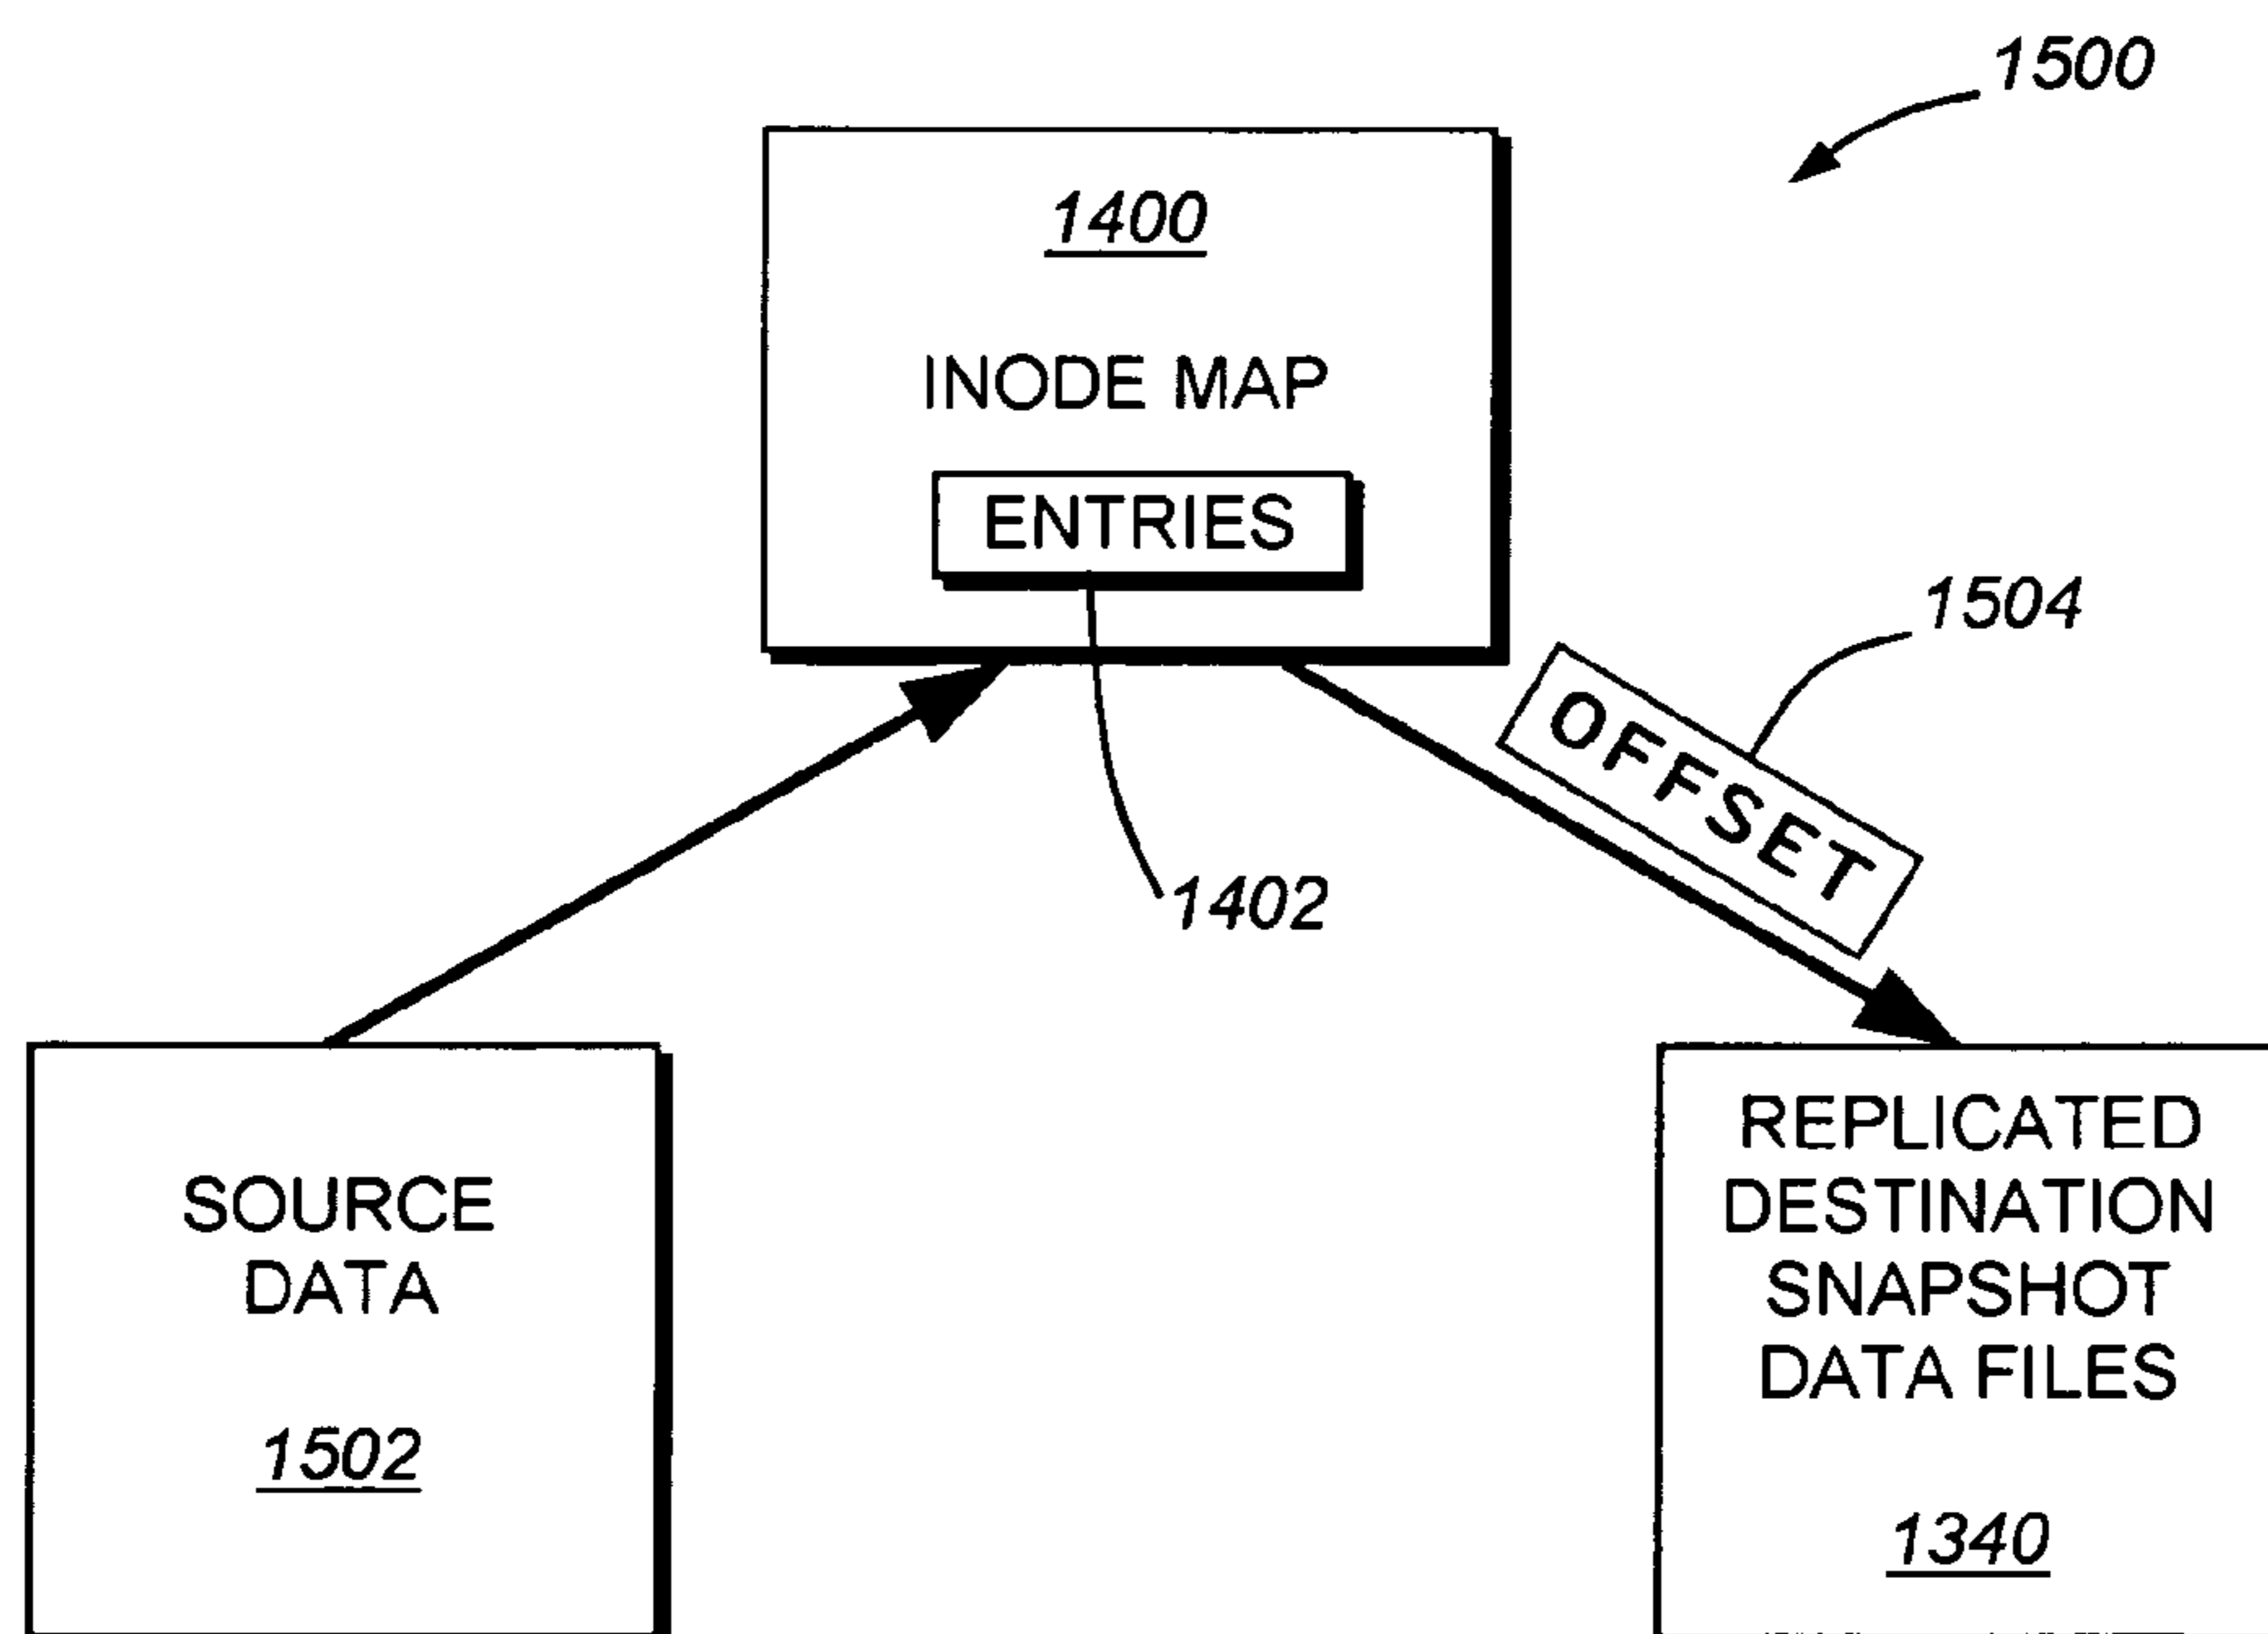 1500
1400
INODE MAP
ENTRIES
1504
OFFSET
1402
SOURCE
DATA
1502
REPLICATED
DESTINATION
SNAPSHOT
DATA FILES
1340